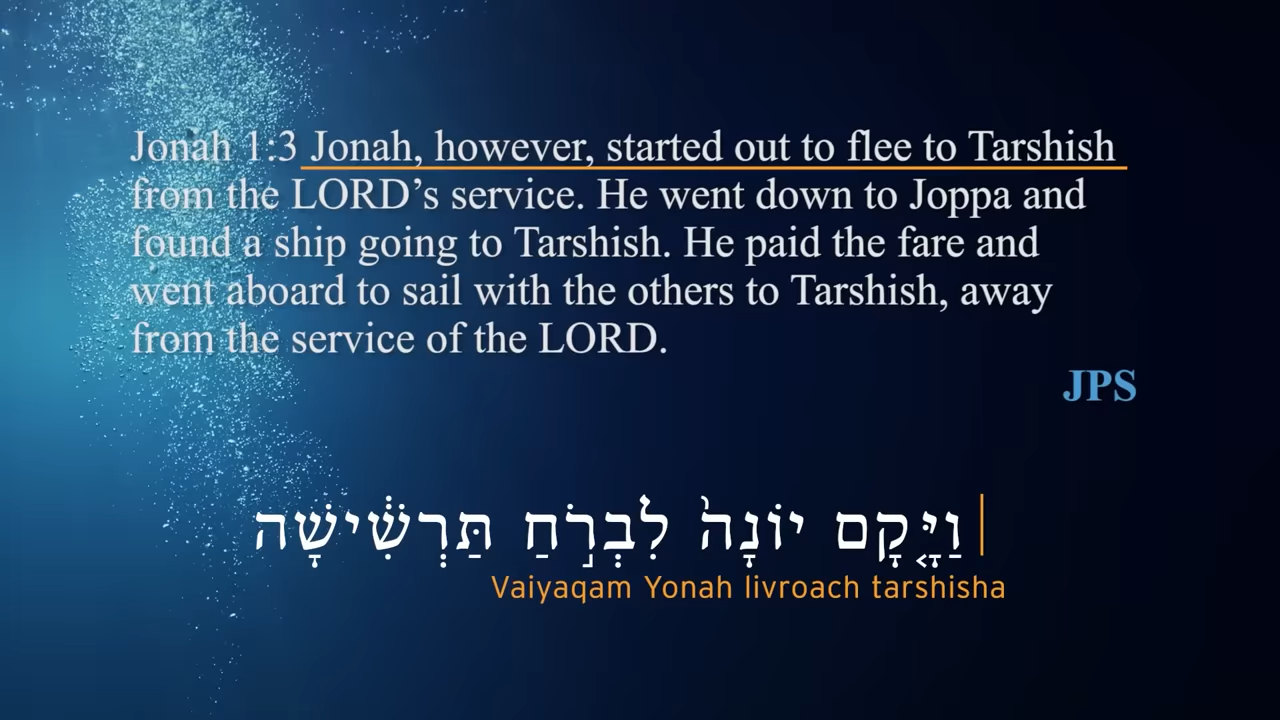 Jonah 1:3 Jonah, however, started out to flee to Tarshish
from the LORD’s service. He went down to Joppa and
found a ship going to Tarshish. He paid the fare and
went aboard to sail with the others to Tarshish, away
from the service of the LORD.
JPS
וַיָּ֤קָם יוֹנָה֙ לִבְרֹ֣חַ תַּרְשִׁ֔ישָׁה
Vaiyaqam Yonah livroach tarshisha